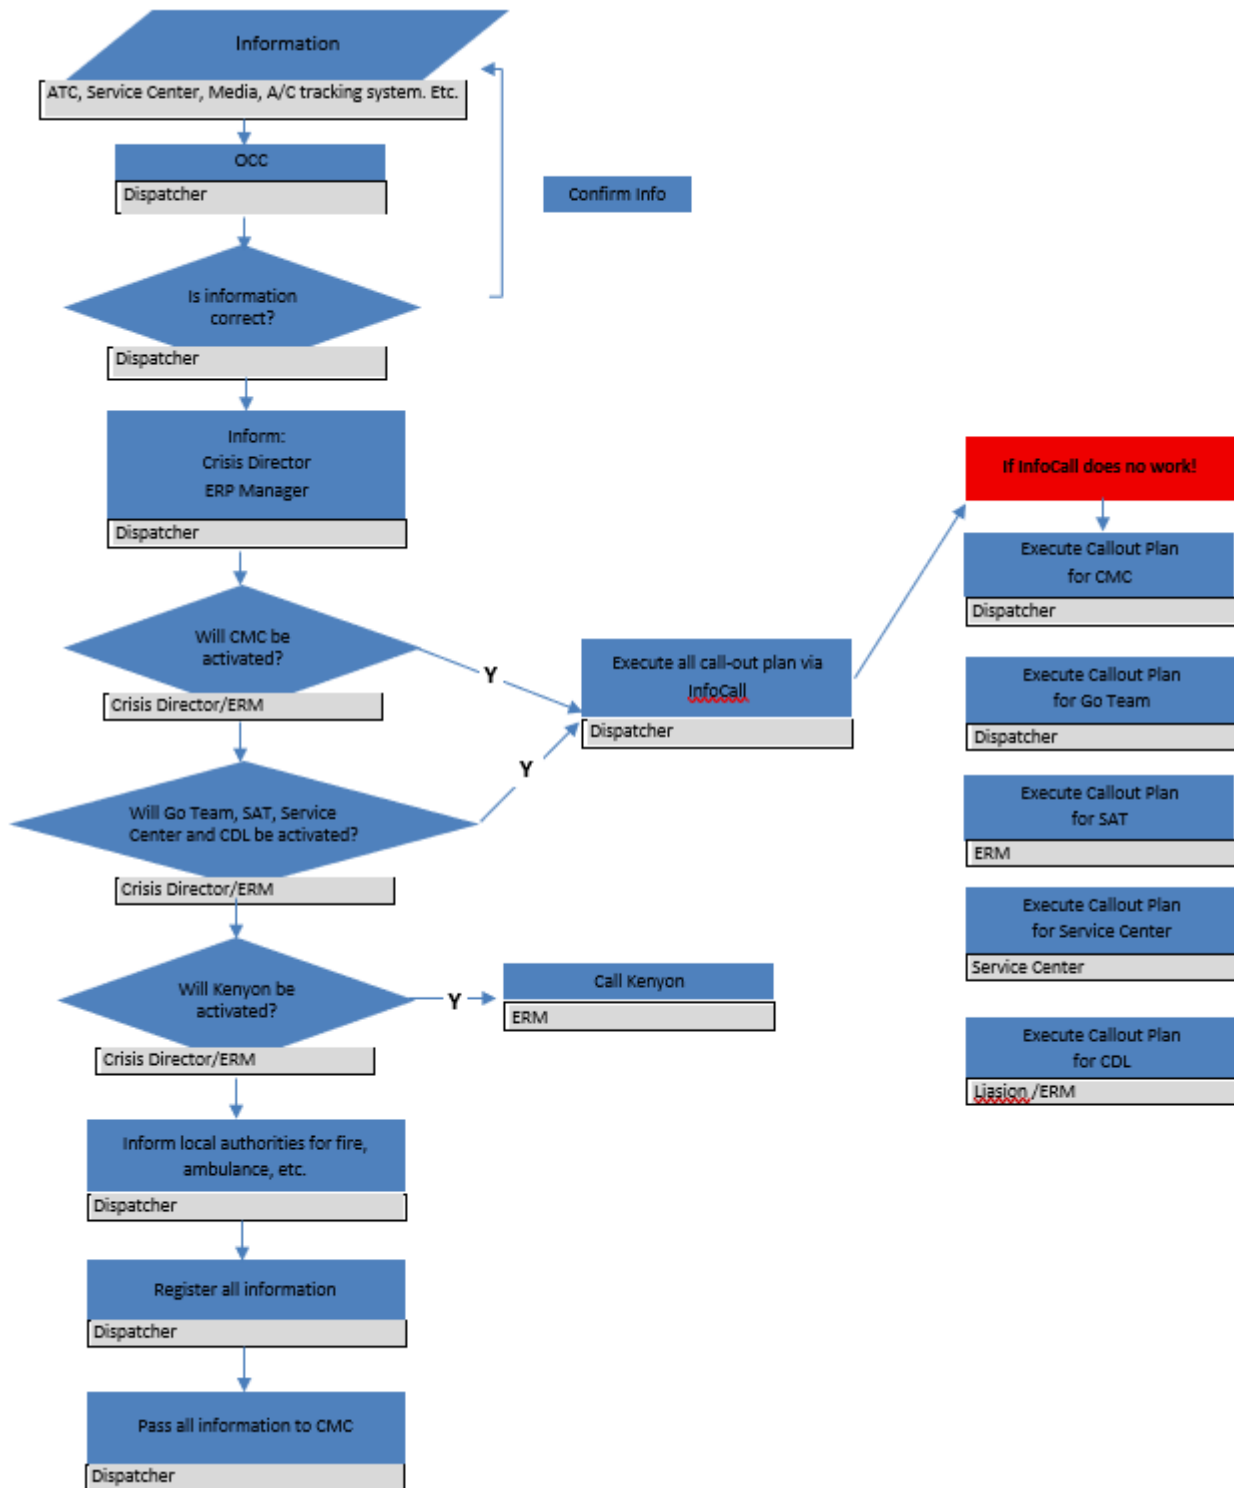 Information
ATC, Service Center, Media, A/C tracking system. Etc.
OCC
Dispatcher
Confirm Info
Is information
correct?
Dispatcher
Inform:
Crisis Director
ERP Manager
Dispatcher
Will CMC be
activated?
Crisis Director/ERM
Y
Will Go Team, SAT, Service
Center and CDL be activated?
Crisis Director/ERM
Y
Execute all call-out plan via
InfoCall
Dispatcher
Will Kenyon be
activated?
Crisis Director/ERM
Y
Call Kenyon
ERM
Inform local authorities for fire,
ambulance, etc.
Dispatcher
Register all information
Dispatcher
Pass all information to CMC
Dispatcher
If InfoCall does no work!
Execute Callout Plan
for CMC
Dispatcher
Execute Callout Plan
for Go Team
Dispatcher
Execute Callout Plan
for SAT
ERM
Execute Callout Plan
for Service Center
Service Center
Execute Callout Plan
for CDL
Liasion /ERM